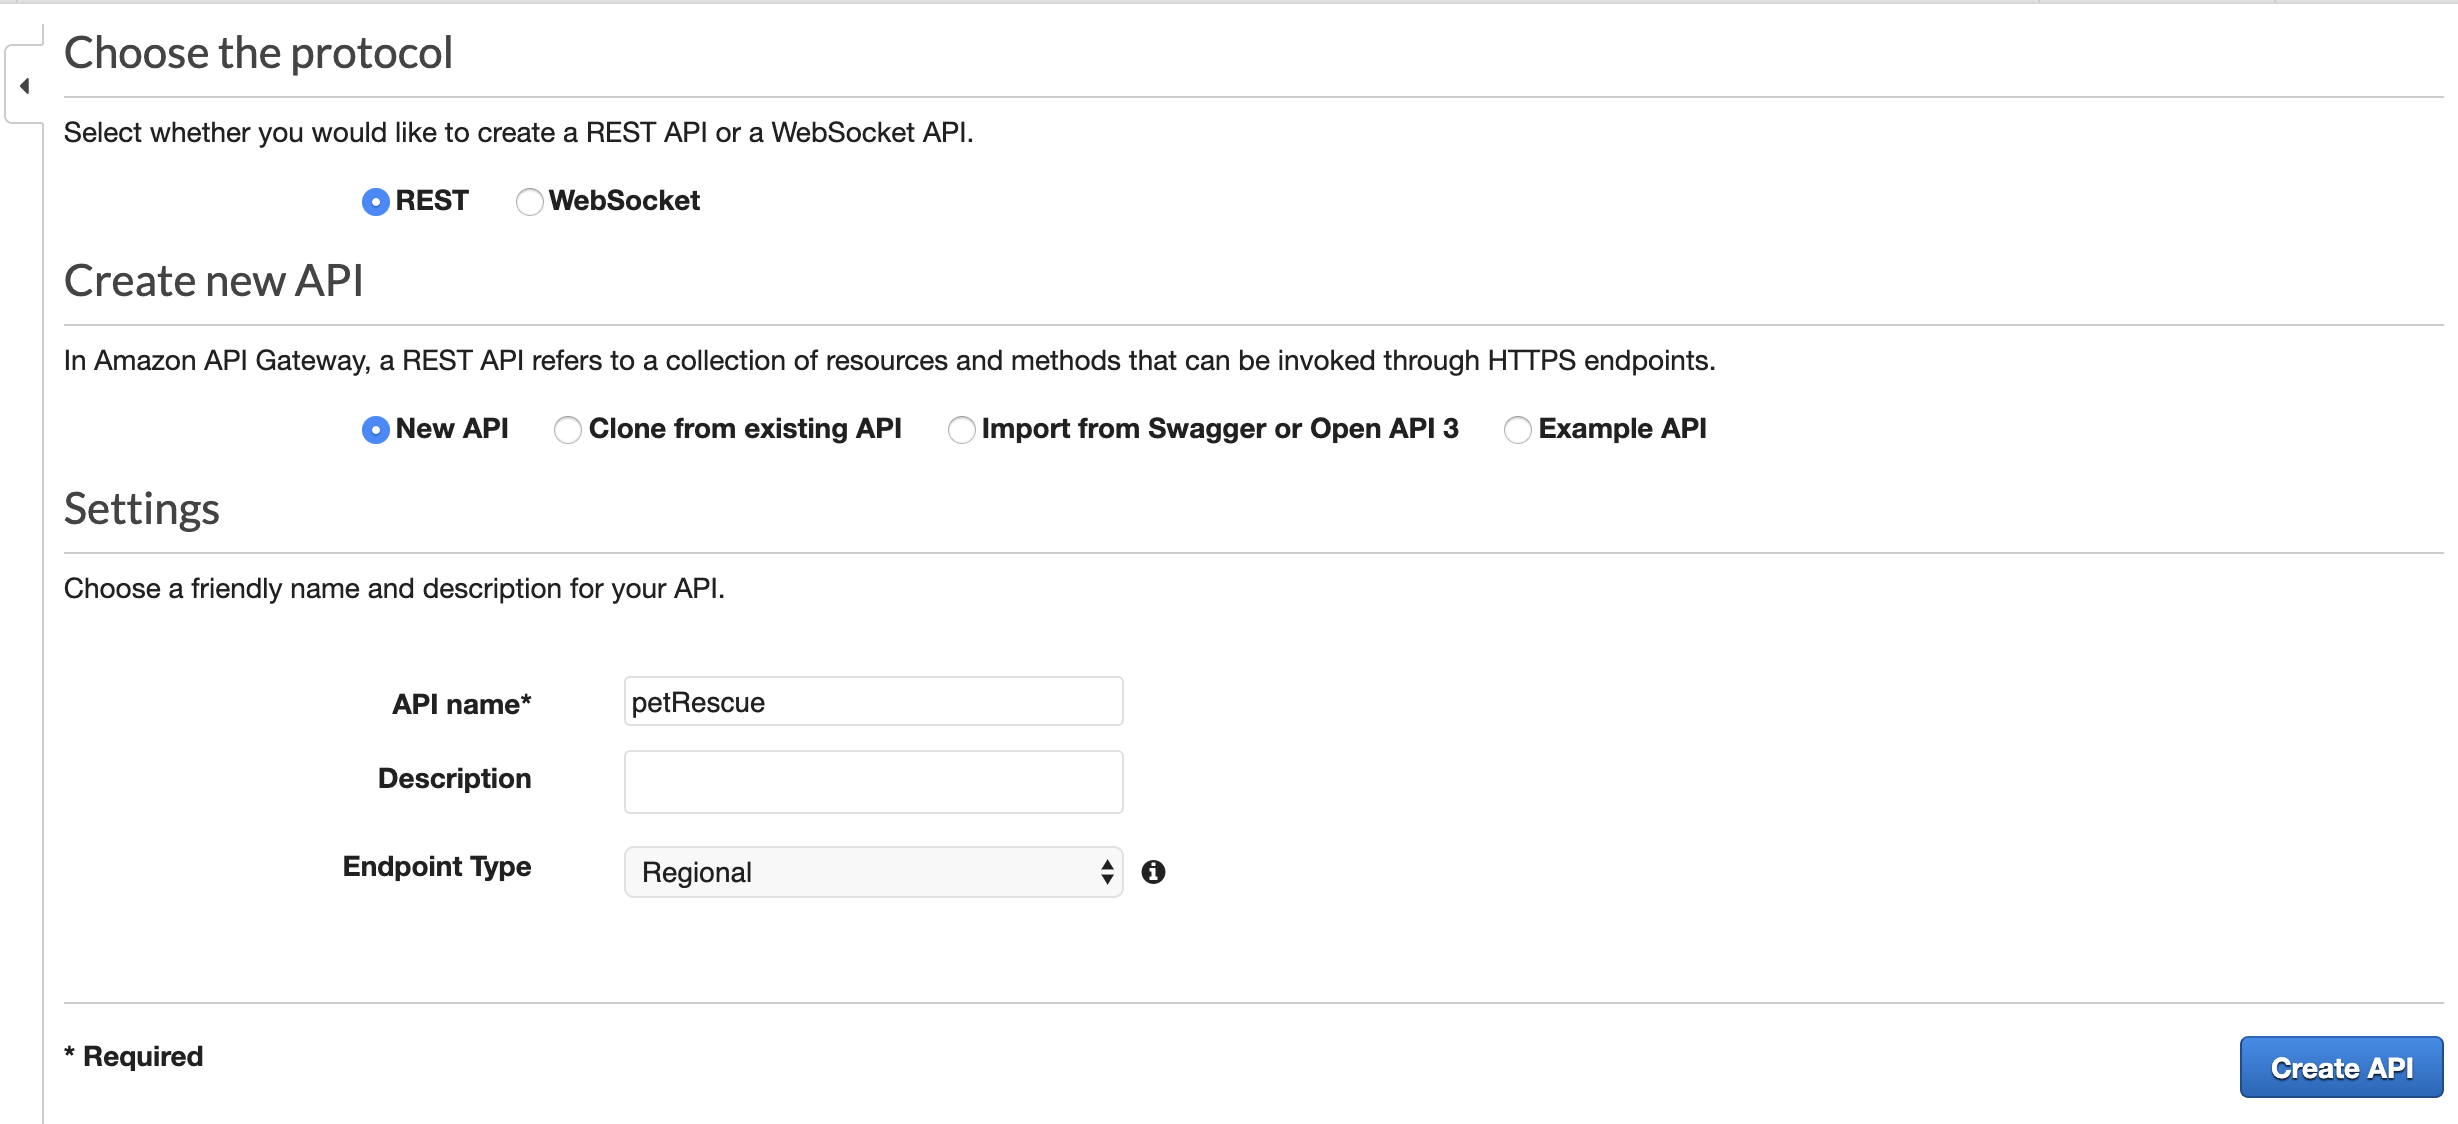 Choose the protocol
Select whether you would like to create a REST API or a WebSocket API.
REST WebSocket
Create new API
In Amazon API Gateway, a REST API refers to a collection of resources and methods that can be invoked through HTTPS endpoints.
New API Clone from existing API Import from Swagger or Open API 3 Example API
Settings
Choose a friendly name and description for your API.
API name* petRescue
Description
Endpoint Type Regional
* Required Create API